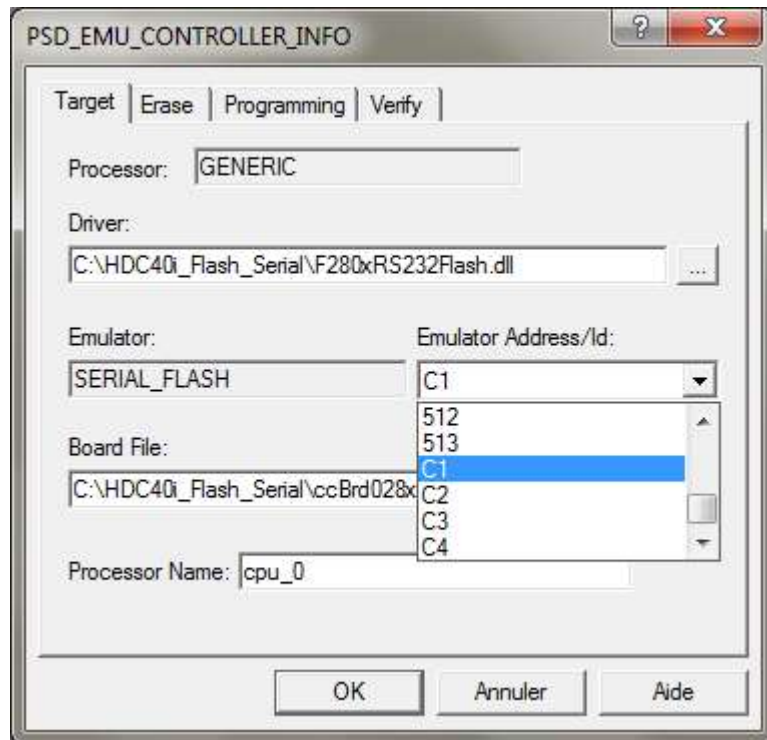 PSD_EMU_CONTROLLER_INFO
Target Erase Programming Verify
Processor: GENERIC
Driver:
C:\HDC40i_Flash_Serial\F280xRS232Flash.dll ...
Emulator: Emulator Address/Id:
SERIAL_FLASH C1
512
513
Board File: C1
C:\HDC40i_Flash_Serial\ccBrd028x C2
C3
C4
Processor Name: cpu_0
OK Annuler Aide